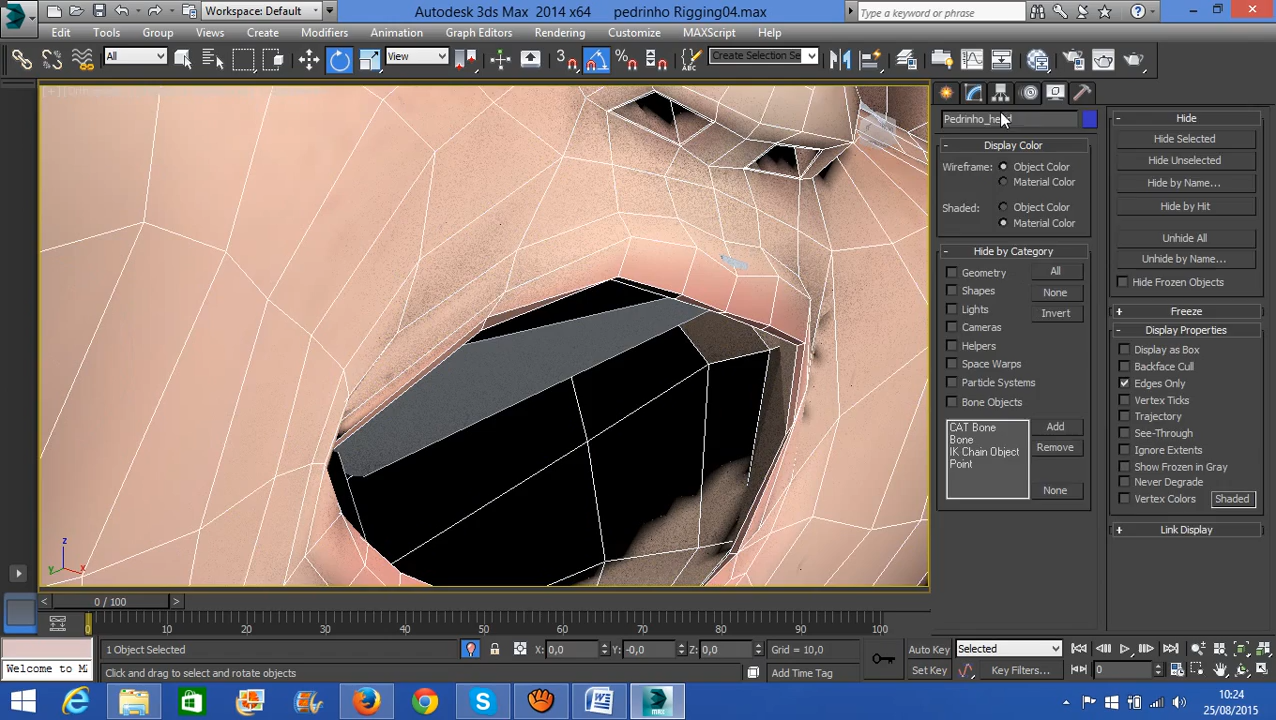 Workspace: Default
Autodesk 3ds Max 2014 x64 pedrinho Rigging04.max
Type a keyword or phrase
Edit Tools Group Views Create Modifiers Animation Graph Editors Rendering Customize MAXScript Help
All
View
3
Create Selection Se
Pedrinho_head
Display Color
Wireframe: Object Color
Material Color
Shaded: Object Color
Material Color
Hide by Category
Geometry All
Shapes None
Lights Invert
Cameras
Helpers
Space Warps
Particle Systems
Bone Objects
CAT Bone
Bone
IK Chain Object
Point
Add
Remove
None
Hide
Hide Selected
Hide Unselected
Hide by Name...
Hide by Hit
Unhide All
Unhide by Name...
Hide Frozen Objects
Freeze
Display Properties
Display as Box
Backface Cull
Edges Only
Vertex Ticks
Trajectory
See-Through
Ignore Extents
Show Frozen in Gray
Never Degrade
Vertex Colors Shaded
Link Display
z
y x
< 0 / 100 >
0 10 20 30 40 50 60 70 80 90 100
1 Object Selected X: 0,0 Y: -0,0 Z: 0,0 Grid = 10,0 Auto Key Selected
Welcome to M Click and drag to select and rotate objects Add Time Tag Set Key Key Filters... 0
10:24
25/08/2015